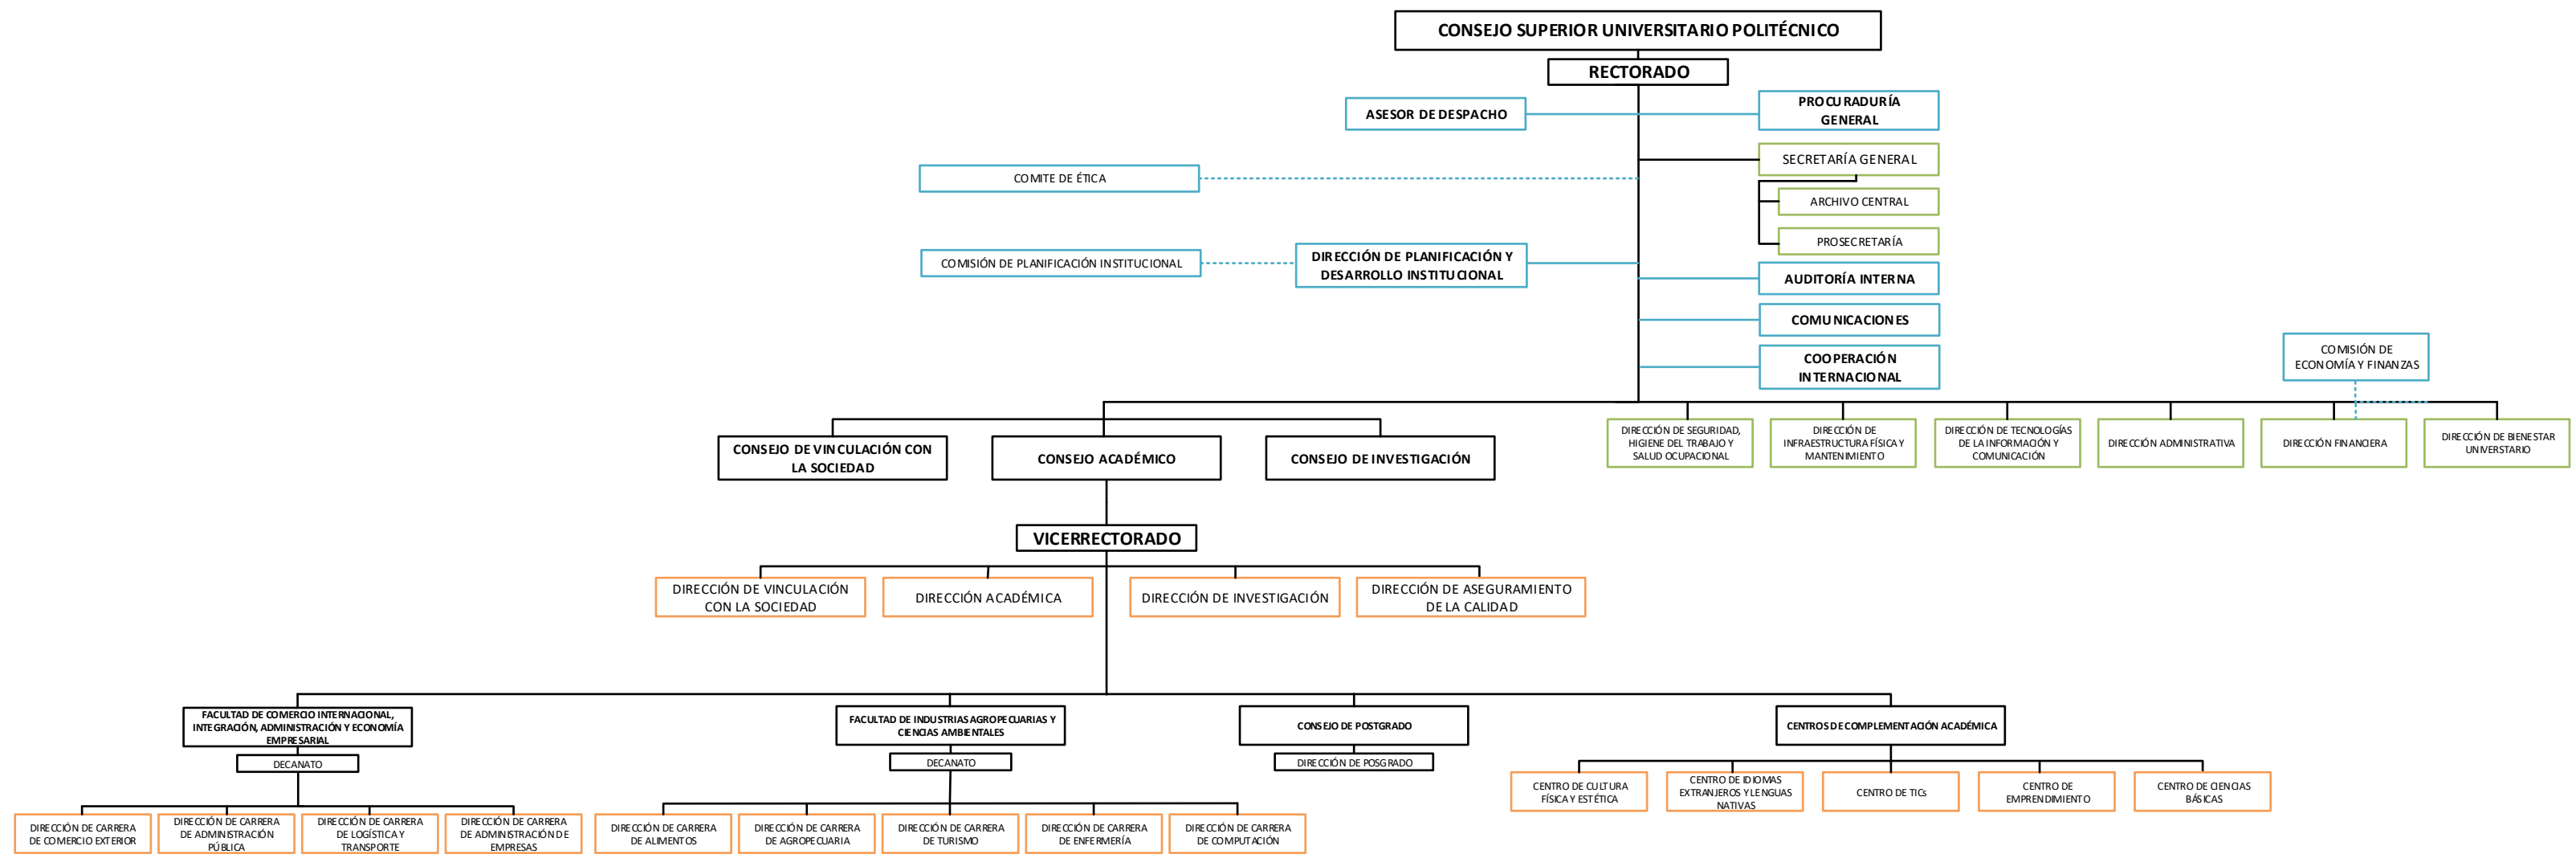 CONSEJO SUPERIOR UNIVERSITARIO POLITÉCNICO
RECTORADO
ASESOR DE DESPACHO
PROCURADURÍA
GENERAL
SECRETARÍA GENERAL
COMITE DE ÉTICA
ARCHIVO CENTRAL
PROSECRETARÍA
COMISIÓN DE PLANIFICACIÓN INSTITUCIONAL
DIRECCIÓN DE PLANIFICACIÓN Y
DESARROLLO INSTITUCIONAL
AUDITORÍA INTERNA
COMUNICACIONES
COOPERACIÓN
INTERNACIONAL
COMISIÓN DE
ECONOMÍA Y FINANZAS
CONSEJO DE VINCULACIÓN CON
LA SOCIEDAD
CONSEJO ACADÉMICO
CONSEJO DE INVESTIGACIÓN
DIRECCIÓN DE SEGURIDAD,
HIGIENE DEL TRABAJO Y
SALUD OCUPACIONAL
DIRECCIÓN DE
INFRAESTRUCTURA FÍSICA Y
MANTENIMIENTO
DIRECCIÓN DE TECNOLOGÍAS
DE LA INFORMACIÓN Y
COMUNICACIÓN
DIRECCIÓN ADMINISTRATIVA
DIRECCIÓN FINANCIERA
DIRECCIÓN DE BIENESTAR
UNIVERSTARIO
VICERRECTORADO
DIRECCIÓN DE VINCULACIÓN
CON LA SOCIEDAD
DIRECCIÓN ACADÉMICA
DIRECCIÓN DE INVESTIGACIÓN
DIRECCIÓN DE ASEGURAMIENTO
DE LA CALIDAD
FACULTAD DE COMERCIO INTERNACIONAL,
INTEGRACIÓN, ADMINISTRACIÓN Y ECONOMÍA
EMPRESARIAL
DECANATO
FACULTAD DE INDUSTRIAS AGROPECUARIAS Y
CIENCIAS AMBIENTALES
DECANATO
CONSEJO DE POSTGRADO
DIRECCIÓN DE POSGRADO
CENTROS DE COMPLEMENTACIÓN ACADÉMICA
CENTRO DE CULTURA
FÍSICA Y ESTÉTICA
CENTRO DE IDIOMAS
EXTRANJEROS Y LENGUAS
NATIVAS
CENTRO DE TICs
CENTRO DE
EMPRENDIMIENTO
CENTRO DE CIENCIAS
BÁSICAS
DIRECCIÓN DE CARRERA
DE COMERCIO EXTERIOR
DIRECCIÓN DE CARRERA
DE ADMINISTRACIÓN
PÚBLICA
DIRECCIÓN DE CARRERA
DE LOGÍSTICA Y
TRANSPORTE
DIRECCIÓN DE CARRERA
DE ADMINISTRACIÓN DE
EMPRESAS
DIRECCIÓN DE CARRERA
DE ALIMENTOS
DIRECCIÓN DE CARRERA
DE AGROPECUARIA
DIRECCIÓN DE CARRERA
DE TURISMO
DIRECCIÓN DE CARRERA
DE ENFERMERÍA
DIRECCIÓN DE CARRERA
DE COMPUTACIÓN